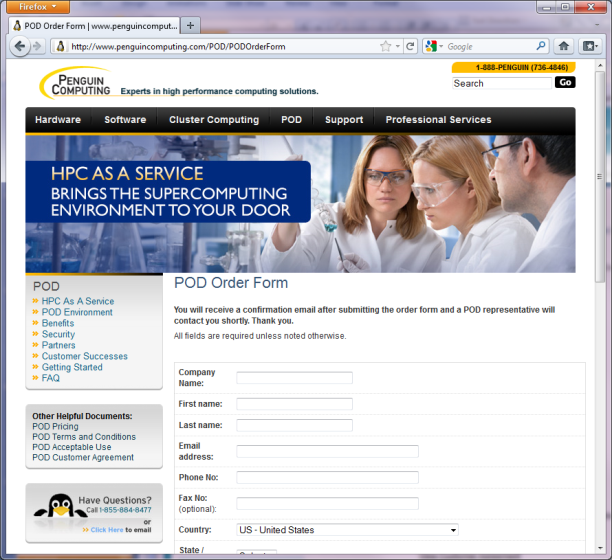 Firefox
POD Order Form | www.penguincomput...
http://www.penguincomputing.com/POD/PODOrderForm
Google
1-888-PENGUIN (736-4846)
PENGUIN
COMPUTING
Experts in high performance computing solutions.
Search
Go
Hardware Software Cluster Computing POD Support Professional Services
HPC AS A SERVICE
BRINGS THE SUPERCOMPUTING
ENVIRONMENT TO YOUR DOOR
POD
HPC As A Service
POD Environment
Benefits
Security
Partners
Customer Successes
Getting Started
FAQ
Other Helpful Documents:
POD Pricing
POD Terms and Conditions
POD Acceptable Use
POD Customer Agreement
Have Questions?
Call 1-855-884-8477
or
>> Click Here to email
POD Order Form
You will receive a confirmation email after submitting the order form and a POD representative will
contact you shortly. Thank you.
All fields are required unless noted otherwise.
Company
Name:
First name:
Last name:
Email
address:
Phone No:
Fax No:
(optional):
Country: US - United States
State /